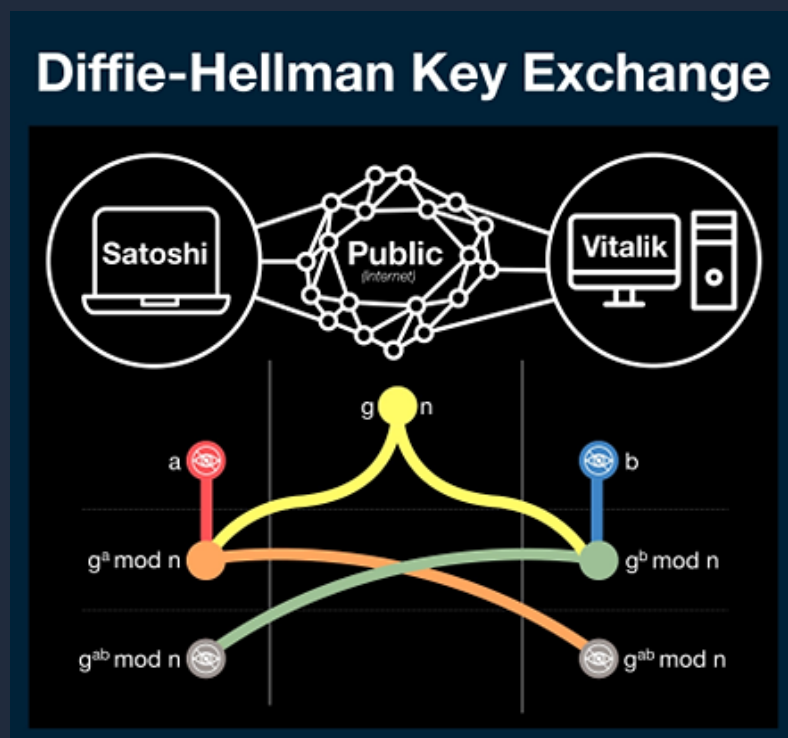 Diffie-Hellman Key Exchange
Satoshi
Public
(Internet)
Vitalik
g n
a
b
gᵃ mod n
gᵇ mod n
gᵃᵇ mod n
gᵃᵇ mod n